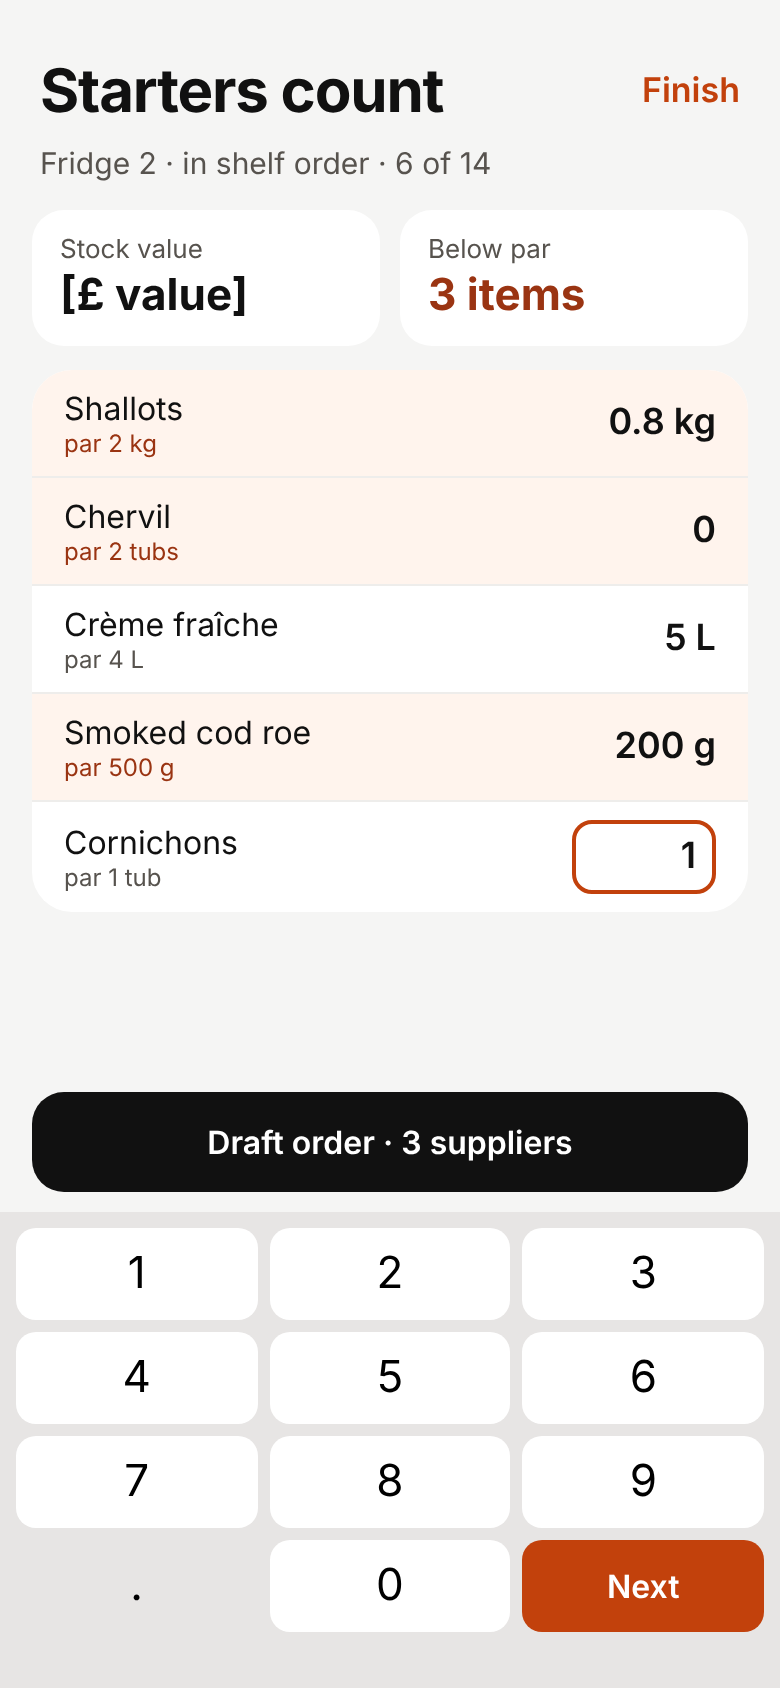 Starters count
Finish
Fridge 2 · in shelf order · 6 of 14
Stock value
[£ value]
Below par
3 items
Shallots
par 2 kg
0.8 kg
Chervil
par 2 tubs
0
Crème fraîche
par 4 L
5 L
Smoked cod roe
par 500 g
200 g
Cornichons
par 1 tub
1
Draft order · 3 suppliers
1 2 3
4 5 6
7 8 9
. 0 Next